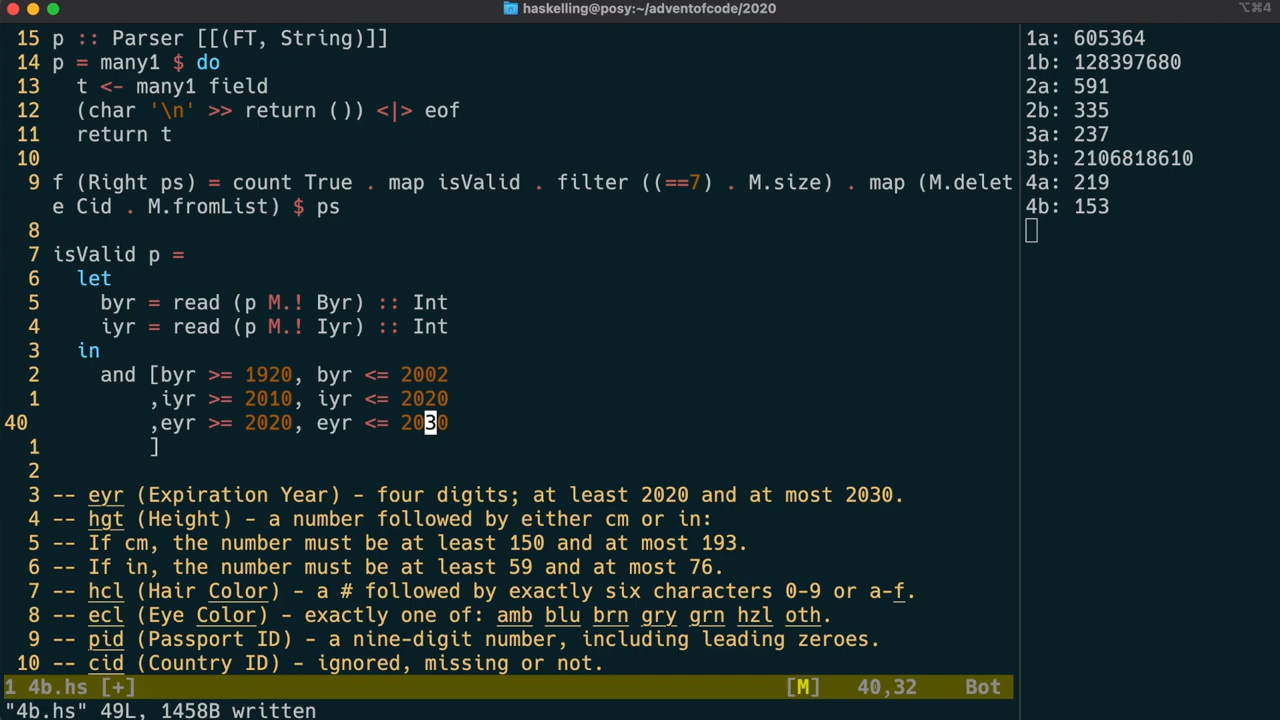 haskelling@posy:~/adventofcode/2020
⌥⌘4
15 p :: Parser [[(FT, String)]]
14 p = many1 $ do
13   t <- many1 field
12   (char '\n' >> return ()) <|> eof
11   return t
10
9 f (Right ps) = count True . map isValid . filter ((==7) . M.size) . map (M.delet
e Cid . M.fromList) $ ps
8
7 isValid p =
6   let
5     byr = read (p M.! Byr) :: Int
4     iyr = read (p M.! Iyr) :: Int
3   in
2     and [byr >= 1920, byr <= 2002
1         ,iyr >= 2010, iyr <= 2020
40         ,eyr >= 2020, eyr <= 2030
1         ]
2
3 -- eyr (Expiration Year) - four digits; at least 2020 and at most 2030.
4 -- hgt (Height) - a number followed by either cm or in:
5 -- If cm, the number must be at least 150 and at most 193.
6 -- If in, the number must be at least 59 and at most 76.
7 -- hcl (Hair Color) - a # followed by exactly six characters 0-9 or a-f.
8 -- ecl (Eye Color) - exactly one of: amb blu brn gry grn hzl oth.
9 -- pid (Passport ID) - a nine-digit number, including leading zeroes.
10 -- cid (Country ID) - ignored, missing or not.
1 4b.hs [+] [M] 40,32 Bot
"4b.hs" 49L, 1458B written
1a: 605364
1b: 128397680
2a: 591
2b: 335
3a: 237
3b: 2106818610
4a: 219
4b: 153